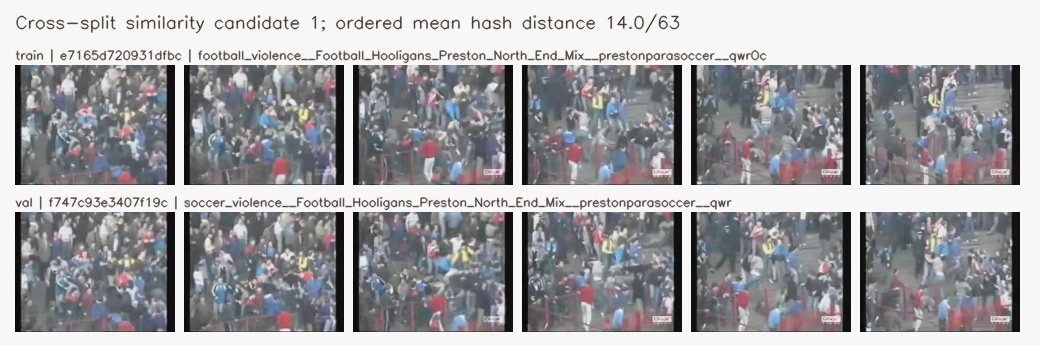 Cross-split similarity candidate 1; ordered mean hash distance 14.0/63
train | e7165d720931dfbc | football_violence__Football_Hooligans_Preston_North_End_Mix__prestonparasoccer__qwr0c
val | f747c93e3407f19c | soccer_violence__Football_Hooligans_Preston_North_End_Mix__prestonparasoccer__qwr